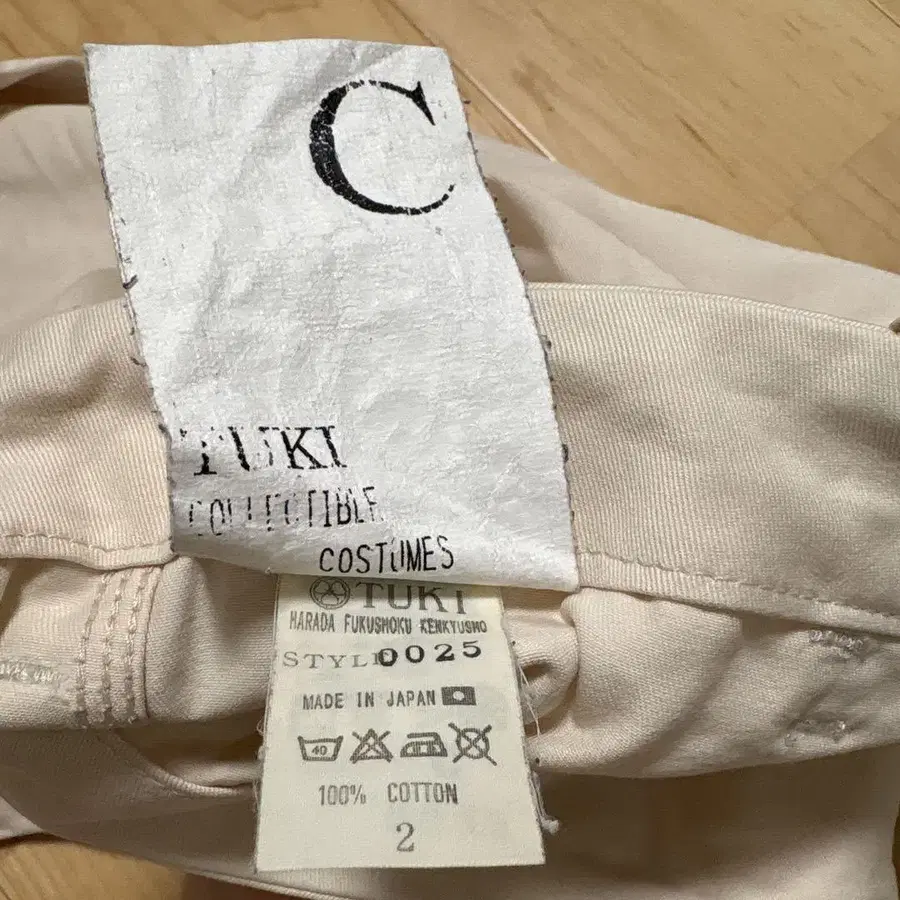 C
TUKI
COLLECTIBLE
COSTUMES
TUKI
HARADA FUKUSHOKU KENKYUSHO
STYLE 0025
MADE IN JAPAN
40
100% COTTON
2